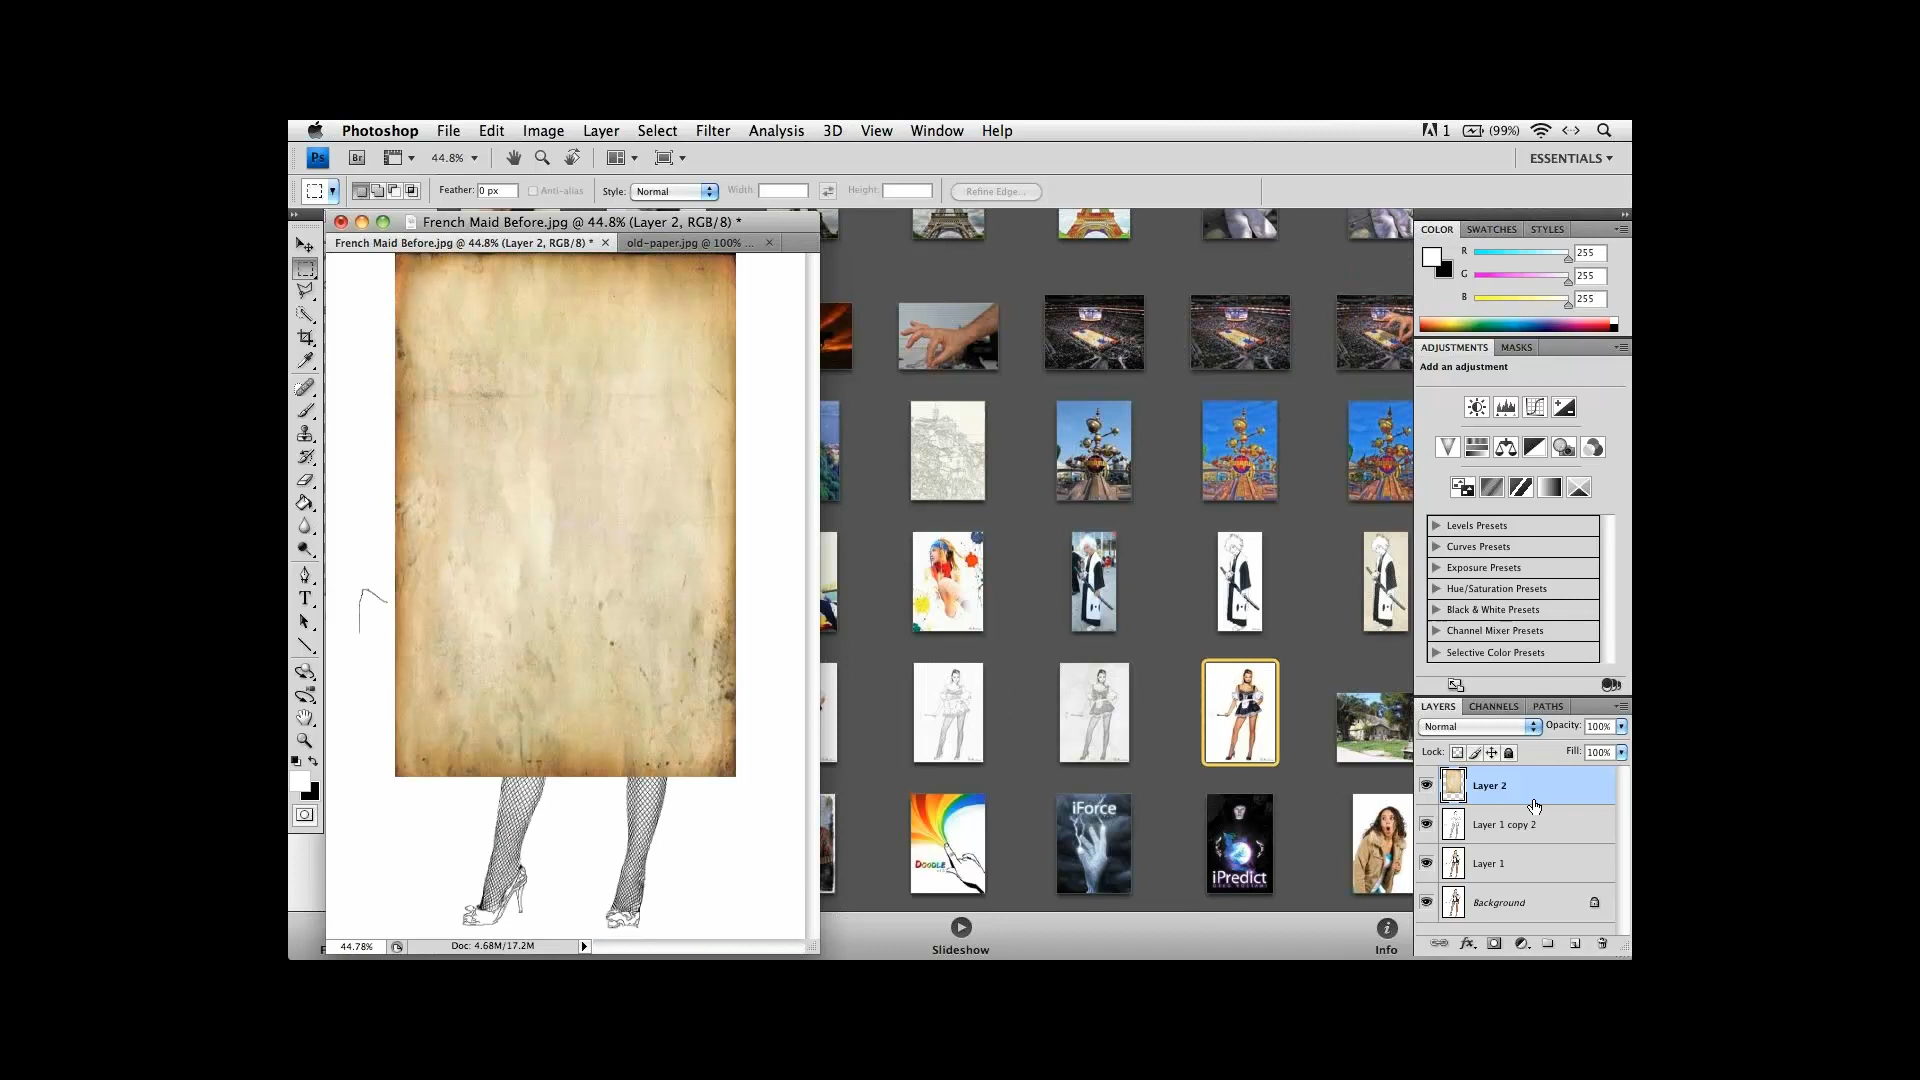 Photoshop File Edit Image Layer Select Filter Analysis 3D View Window Help 1 (99%)
Ps Br 44.8% ESSENTIALS
Feather: 0 px Anti-alias Style: Normal Width: Height: Refine Edge...
French Maid Before.jpg @ 44.8% (Layer 2, RGB/8) *
French Maid Before.jpg @ 44.8% (Layer 2, RGB/8) * × old-paper.jpg @ 100% ... ×
COLOR SWATCHES STYLES
R 255
G 255
B 255
ADJUSTMENTS MASKS
Add an adjustment
Levels Presets
Curves Presets
Exposure Presets
Hue/Saturation Presets
Black & White Presets
Channel Mixer Presets
Selective Color Presets
LAYERS CHANNELS PATHS
Normal Opacity: 100%
Lock: Fill: 100%
Layer 2
Layer 1 copy 2
Layer 1
Background
fx
T
DOODLE
iForce
iPredict
44.78% Doc: 4.68M/17.2M
Slideshow
Info